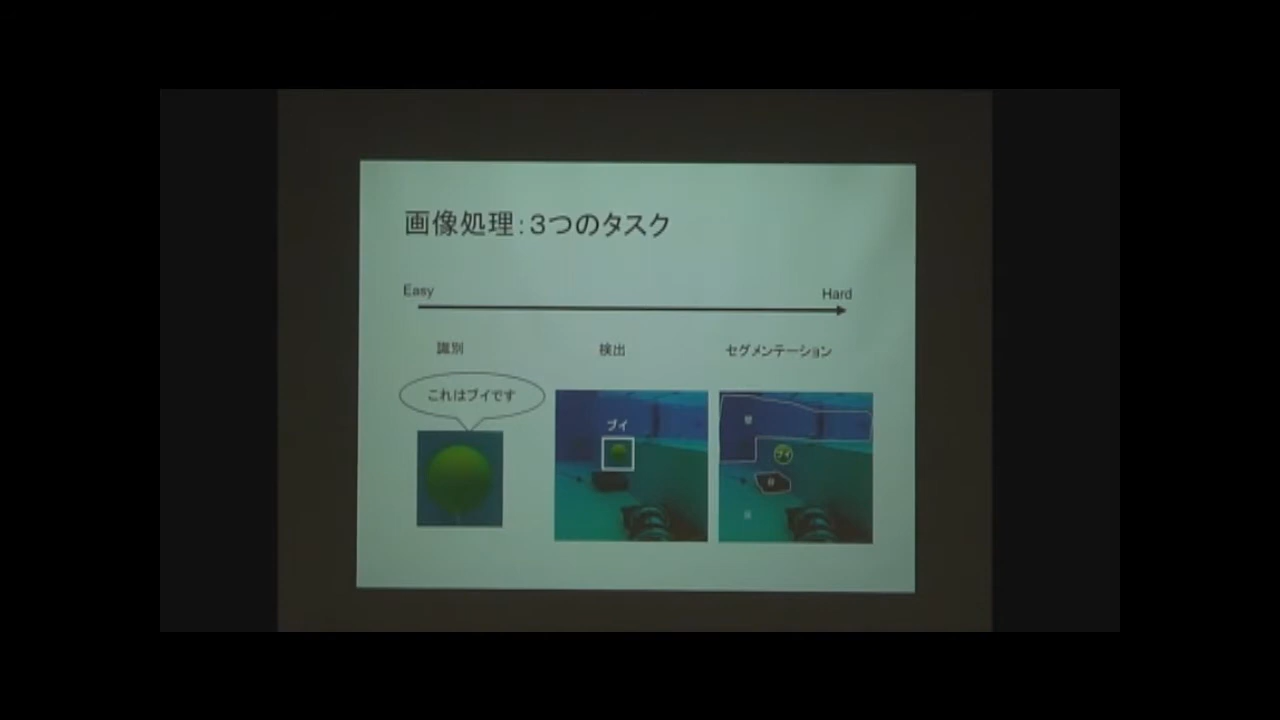 画像処理：３つのタスク
Easy
Hard
識別
検出
セグメンテーション
これはブイです
ブイ
ブイ